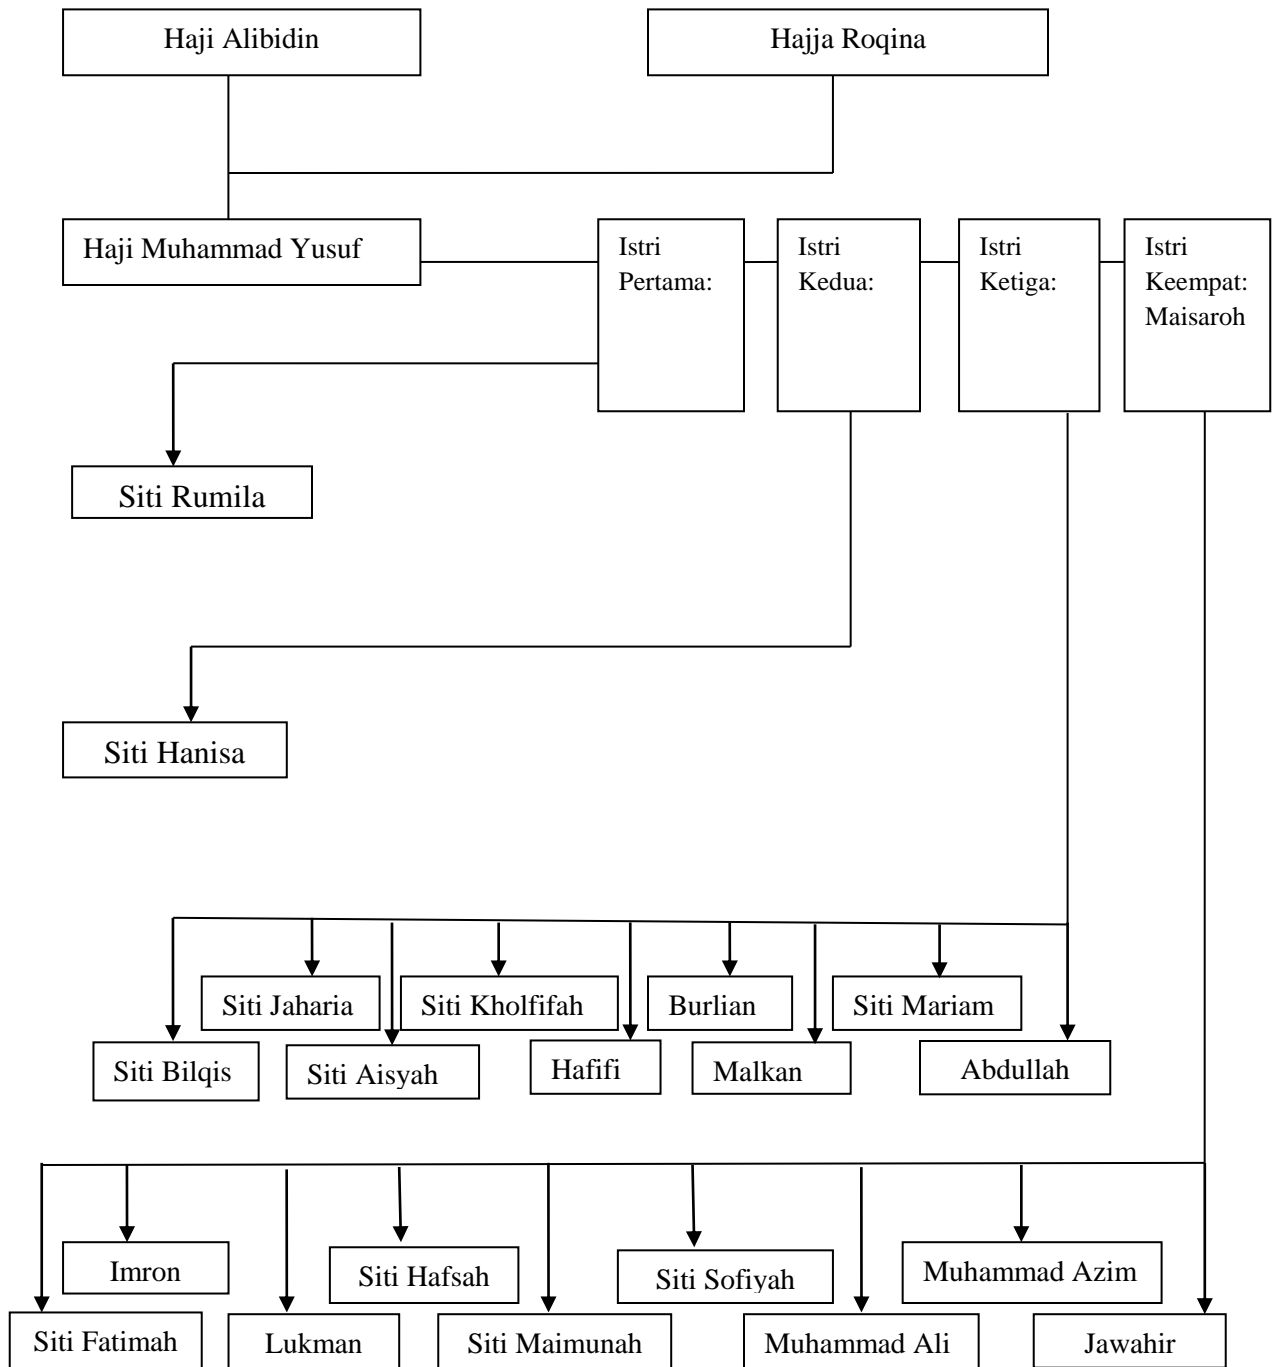 Haji Alibidin
Hajja Roqina
Haji Muhammad Yusuf
Istri
Pertama:
Istri
Kedua:
Istri
Ketiga:
Istri
Keempat:
Maisaroh
Siti Rumila
Siti Hanisa
Siti Jaharia
Siti Kholfifah
Burlian
Siti Mariam
Siti Bilqis
Siti Aisyah
Hafifi
Malkan
Abdullah
Imron
Siti Hafsah
Siti Sofiyah
Muhammad Azim
Siti Fatimah
Lukman
Siti Maimunah
Muhammad Ali
Jawahir